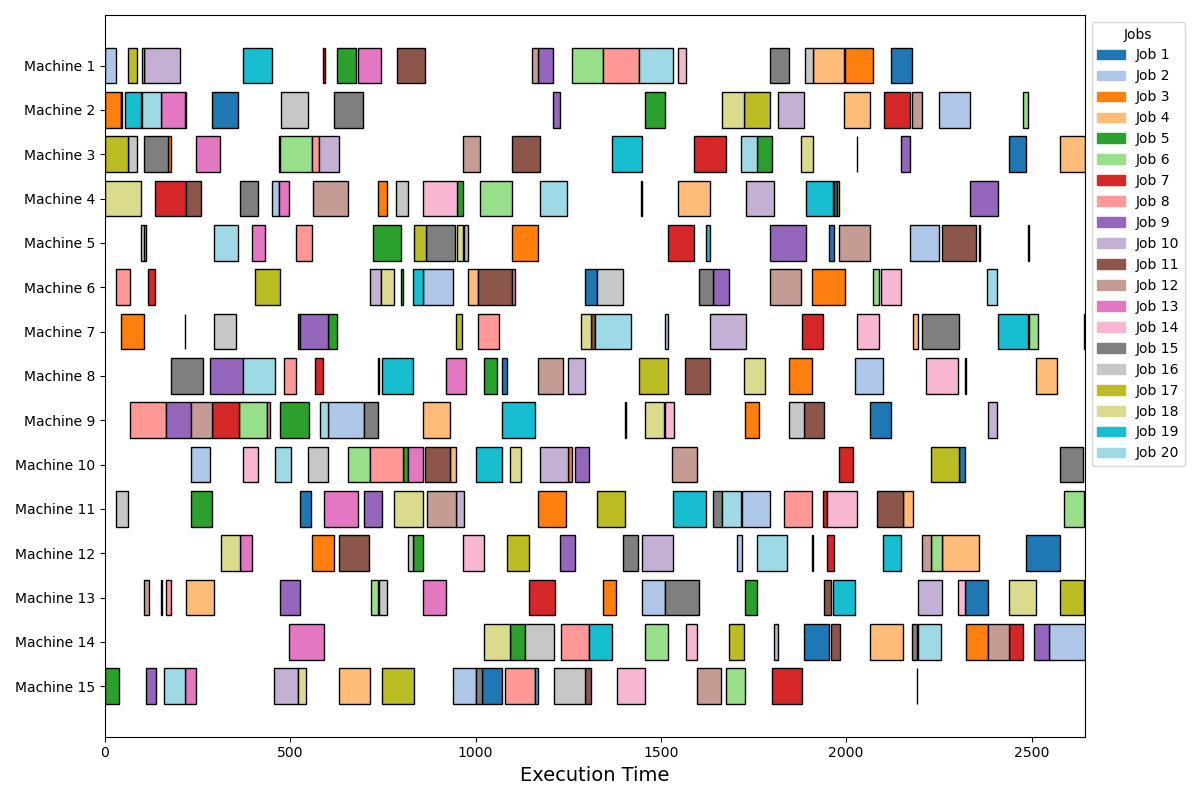 Machine 1
Machine 2
Machine 3
Machine 4
Machine 5
Machine 6
Machine 7
Machine 8
Machine 9
Machine 10
Machine 11
Machine 12
Machine 13
Machine 14
Machine 15
0
500
1000
1500
2000
2500
Execution Time
Jobs
Job 1
Job 2
Job 3
Job 4
Job 5
Job 6
Job 7
Job 8
Job 9
Job 10
Job 11
Job 12
Job 13
Job 14
Job 15
Job 16
Job 17
Job 18
Job 19
Job 20